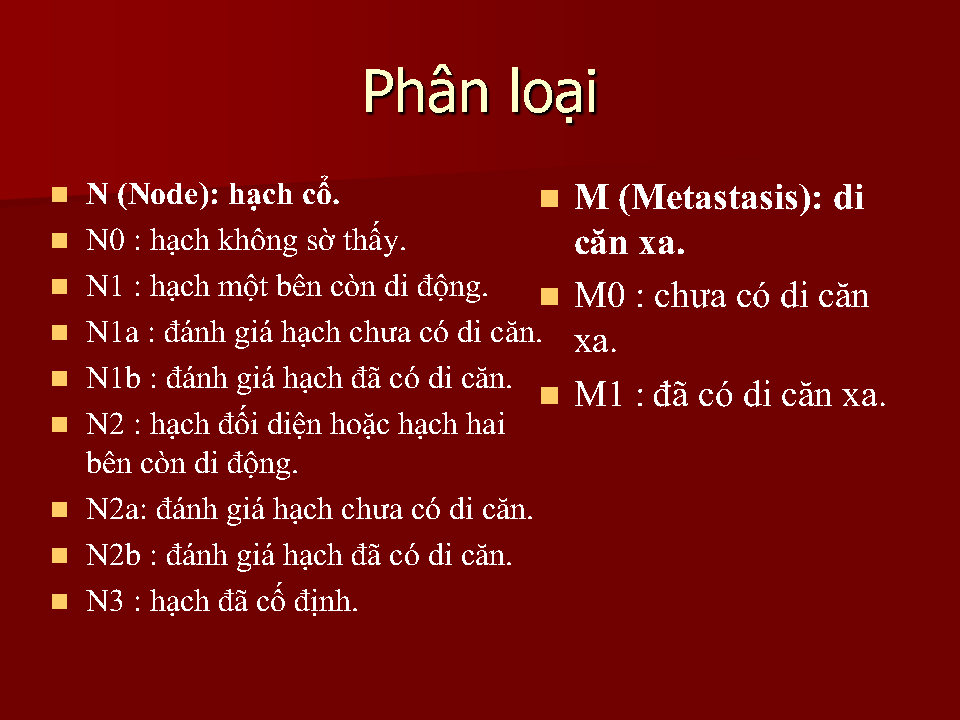 Phân loại
N (Node): hạch cổ.
N0 : hạch không sờ thấy.
N1 : hạch một bên còn di động.
N1a : đánh giá hạch chưa có di căn.
N1b : đánh giá hạch đã có di căn.
N2 : hạch đối diện hoặc hạch hai
bên còn di động.
N2a: đánh giá hạch chưa có di căn.
N2b : đánh giá hạch đã có di căn.
N3 : hạch đã cố định.
M (Metastasis): di
căn xa.
M0 : chưa có di căn
xa.
M1 : đã có di căn xa.